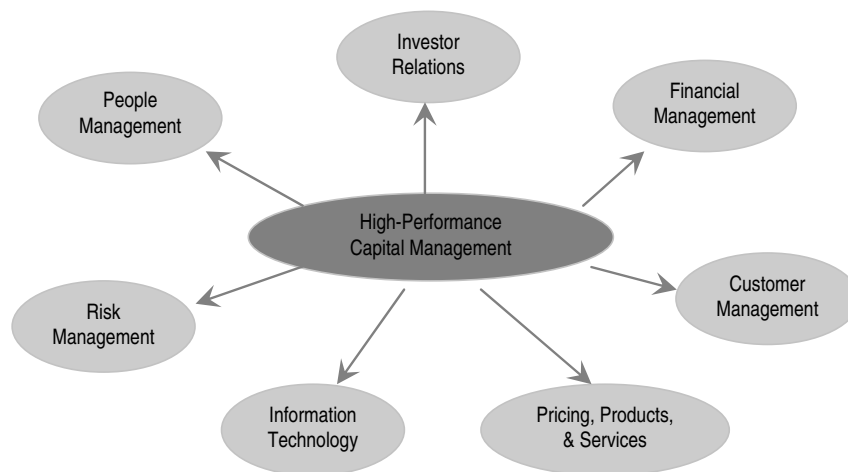 Investor
Relations
People
Management
Financial
Management
High-Performance
Capital Management
Customer
Management
Risk
Management
Information
Technology
Pricing, Products,
& Services